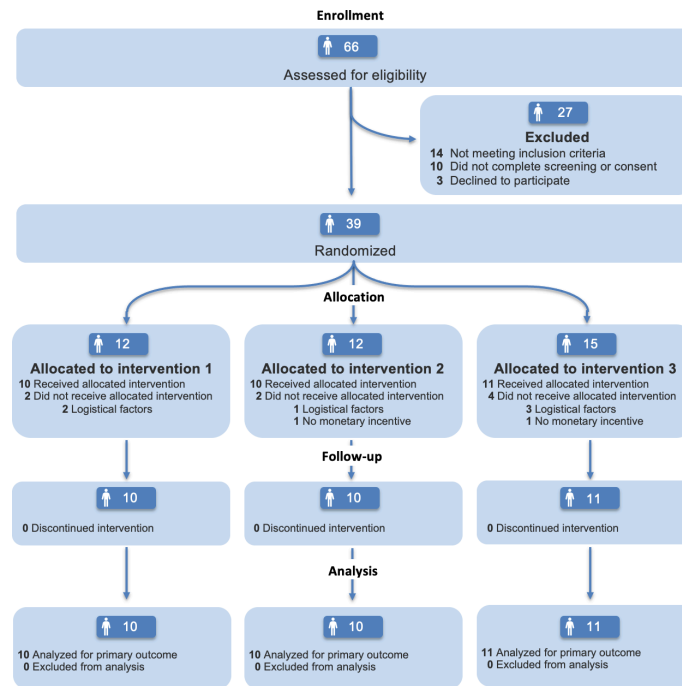 Enrollment
66
Assessed for eligibility
27
Excluded
14 Not meeting inclusion criteria
10 Did not complete screening or consent
3 Declined to participate
39
Randomized
Allocation
12
Allocated to intervention 1
10 Received allocated intervention
2 Did not receive allocated intervention
2 Logistical factors
12
Allocated to intervention 2
10 Received allocated intervention
2 Did not receive allocated intervention
1 Logistical factors
1 No monetary incentive
15
Allocated to intervention 3
11 Received allocated intervention
4 Did not receive allocated intervention
3 Logistical factors
1 No monetary incentive
Follow-up
10
0 Discontinued intervention
10
0 Discontinued intervention
11
0 Discontinued intervention
Analysis
10
10 Analyzed for primary outcome
0 Excluded from analysis
10
10 Analyzed for primary outcome
0 Excluded from analysis
11
11 Analyzed for primary outcome
0 Excluded from analysis